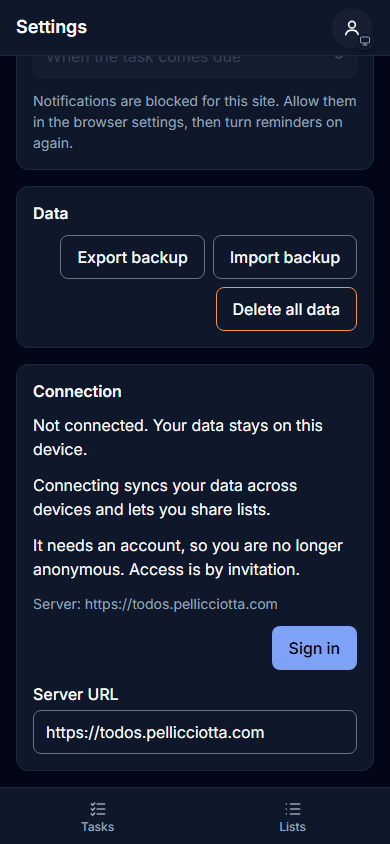 Settings
When the task comes due
Notifications are blocked for this site. Allow them
in the browser settings, then turn reminders on
again.
Data
Export backup
Import backup
Delete all data
Connection
Not connected. Your data stays on this
device.
Connecting syncs your data across
devices and lets you share lists.
It needs an account, so you are no longer
anonymous. Access is by invitation.
Server: https://todos.pellicciotta.com
Sign in
Server URL
https://todos.pellicciotta.com
Tasks
Lists